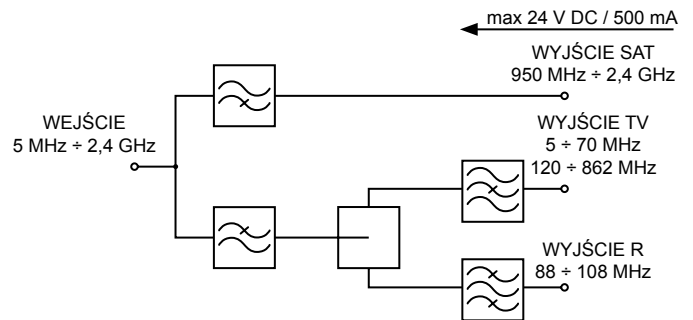 max 24 V DC / 500 mA
WYJŚCIE SAT
950 MHz ÷ 2,4 GHz
WEJŚCIE
5 MHz ÷ 2,4 GHz
WYJŚCIE TV
5 ÷ 70 MHz
120 ÷ 862 MHz
WYJŚCIE R
88 ÷ 108 MHz